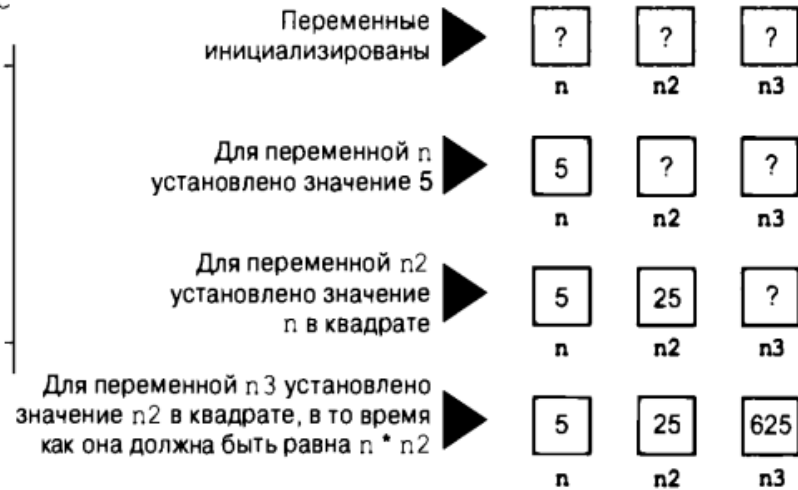 Переменные
инициализированы
? ? ?
n n2 n3
Для переменной n
установлено значение 5
5 ? ?
n n2 n3
Для переменной n2
установлено значение
n в квадрате
5 25 ?
n n2 n3
Для переменной n3 установлено
значение n2 в квадрате, в то время
как она должна быть равна n * n2
5 25 625
n n2 n3